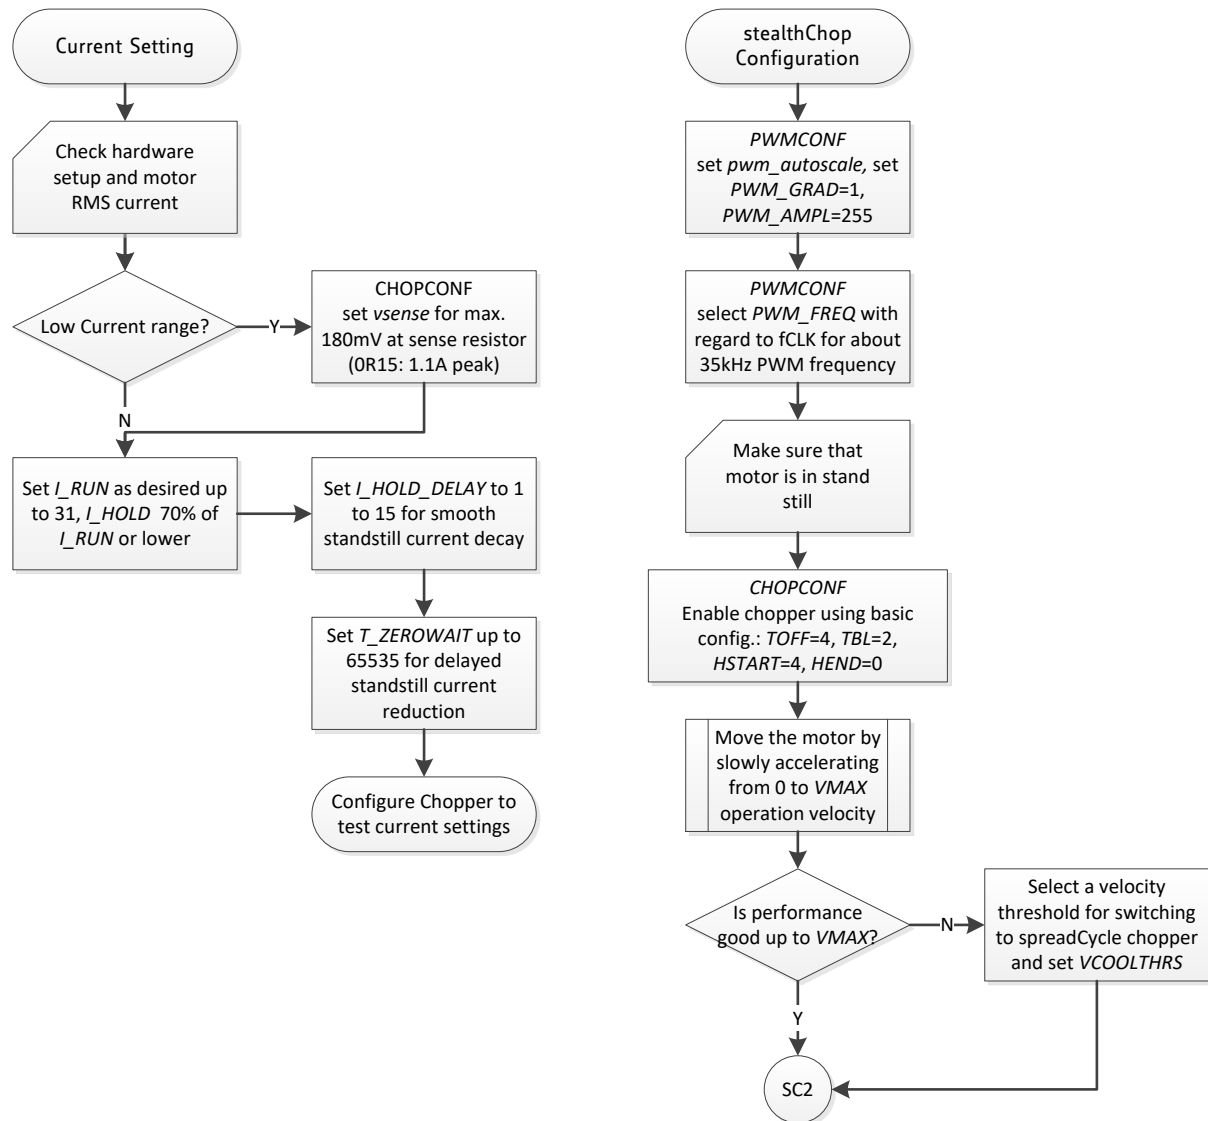 Current Setting
Check hardware
setup and motor
RMS current
Low Current range?
Y
CHOPCONF
set vsense for max.
180mV at sense resistor
(0R15: 1.1A peak)
N
Set I_RUN as desired up
to 31, I_HOLD 70% of
I_RUN or lower
Set I_HOLD_DELAY to 1
to 15 for smooth
standstill current decay
Set T_ZEROWAIT up to
65535 for delayed
standstill current
reduction
Configure Chopper to
test current settings
stealthChop
Configuration
PWMCONF
set pwm_autoscale, set
PWM_GRAD=1,
PWM_AMPL=255
PWMCONF
select PWM_FREQ with
regard to fCLK for about
35kHz PWM frequency
Make sure that
motor is in stand
still
CHOPCONF
Enable chopper using basic
config.: TOFF=4, TBL=2,
HSTART=4, HEND=0
Move the motor by
slowly accelerating
from 0 to VMAX
operation velocity
Is performance
good up to VMAX?
N
Select a velocity
threshold for switching
to spreadCycle chopper
and set VCOOLTHRS
Y
SC2